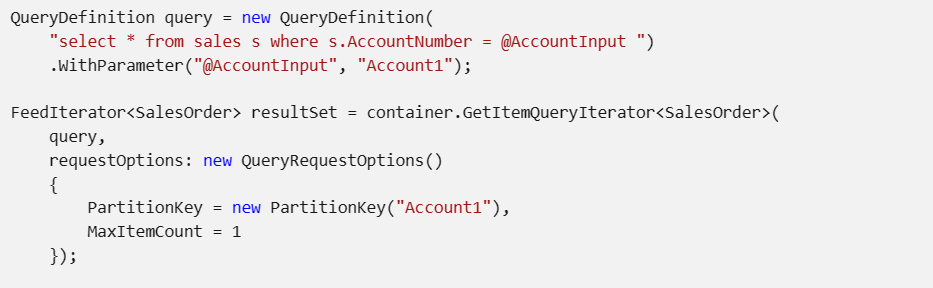 QueryDefinition query = new QueryDefinition(
    "select * from sales s where s.AccountNumber = @AccountInput ")
    .WithParameter("@AccountInput", "Account1");

FeedIterator<SalesOrder> resultSet = container.GetItemQueryIterator<SalesOrder>(
    query,
    requestOptions: new QueryRequestOptions()
    {
        PartitionKey = new PartitionKey("Account1"),
        MaxItemCount = 1
    });